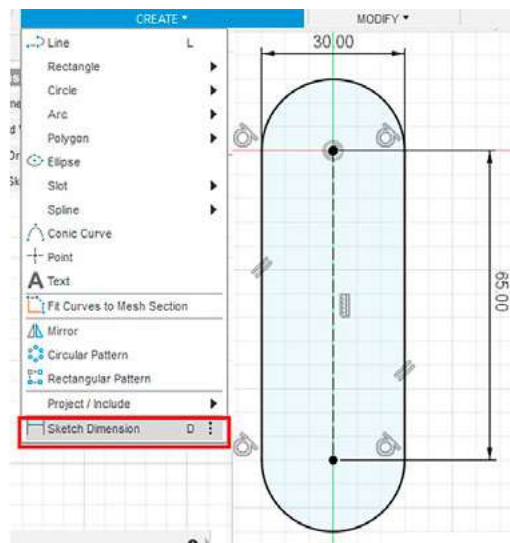 CREATE ▾
MODIFY ▾
Line L
Rectangle
Circle
Arc
Polygon
Ellipse
Slot
Spline
Conic Curve
Point
A Text
Fit Curves to Mesh Section
Mirror
Circular Pattern
Rectangular Pattern
Project / Include
Sketch Dimension D
30.00
65.00